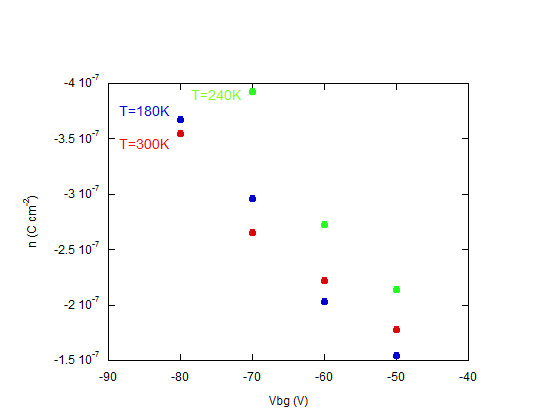 -4 10⁻⁷
T=240K
T=180K
-3.5 10⁻⁷
T=300K
-3 10⁻⁷
n (C cm⁻²)
-2.5 10⁻⁷
-2 10⁻⁷
-1.5 10⁻⁷
-90 -80 -70 -60 -50 -40
Vbg (V)